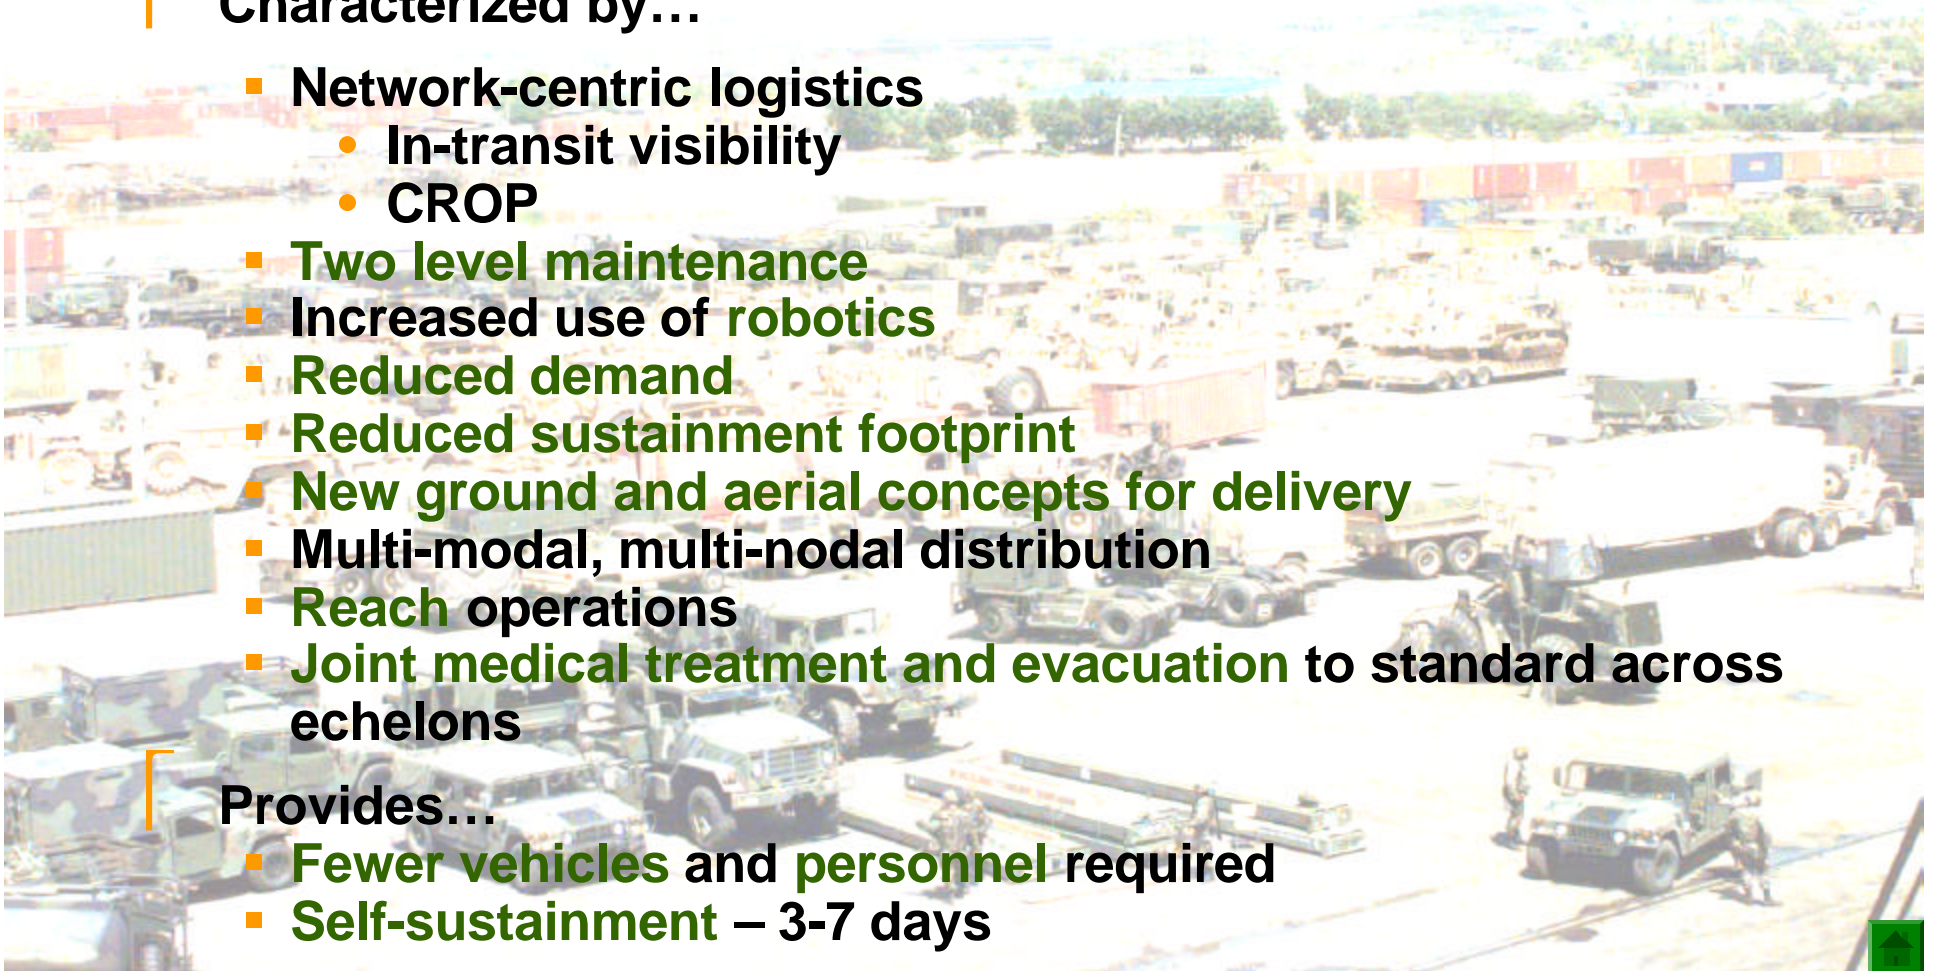 Characterized by…
Network-centric logistics
In-transit visibility
CROP
Two level maintenance
Increased use of robotics
Reduced demand
Reduced sustainment footprint
New ground and aerial concepts for delivery
Multi-modal, multi-nodal distribution
Reach operations
Joint medical treatment and evacuation to standard across
echelons
Provides…
Fewer vehicles and personnel required
Self-sustainment – 3-7 days